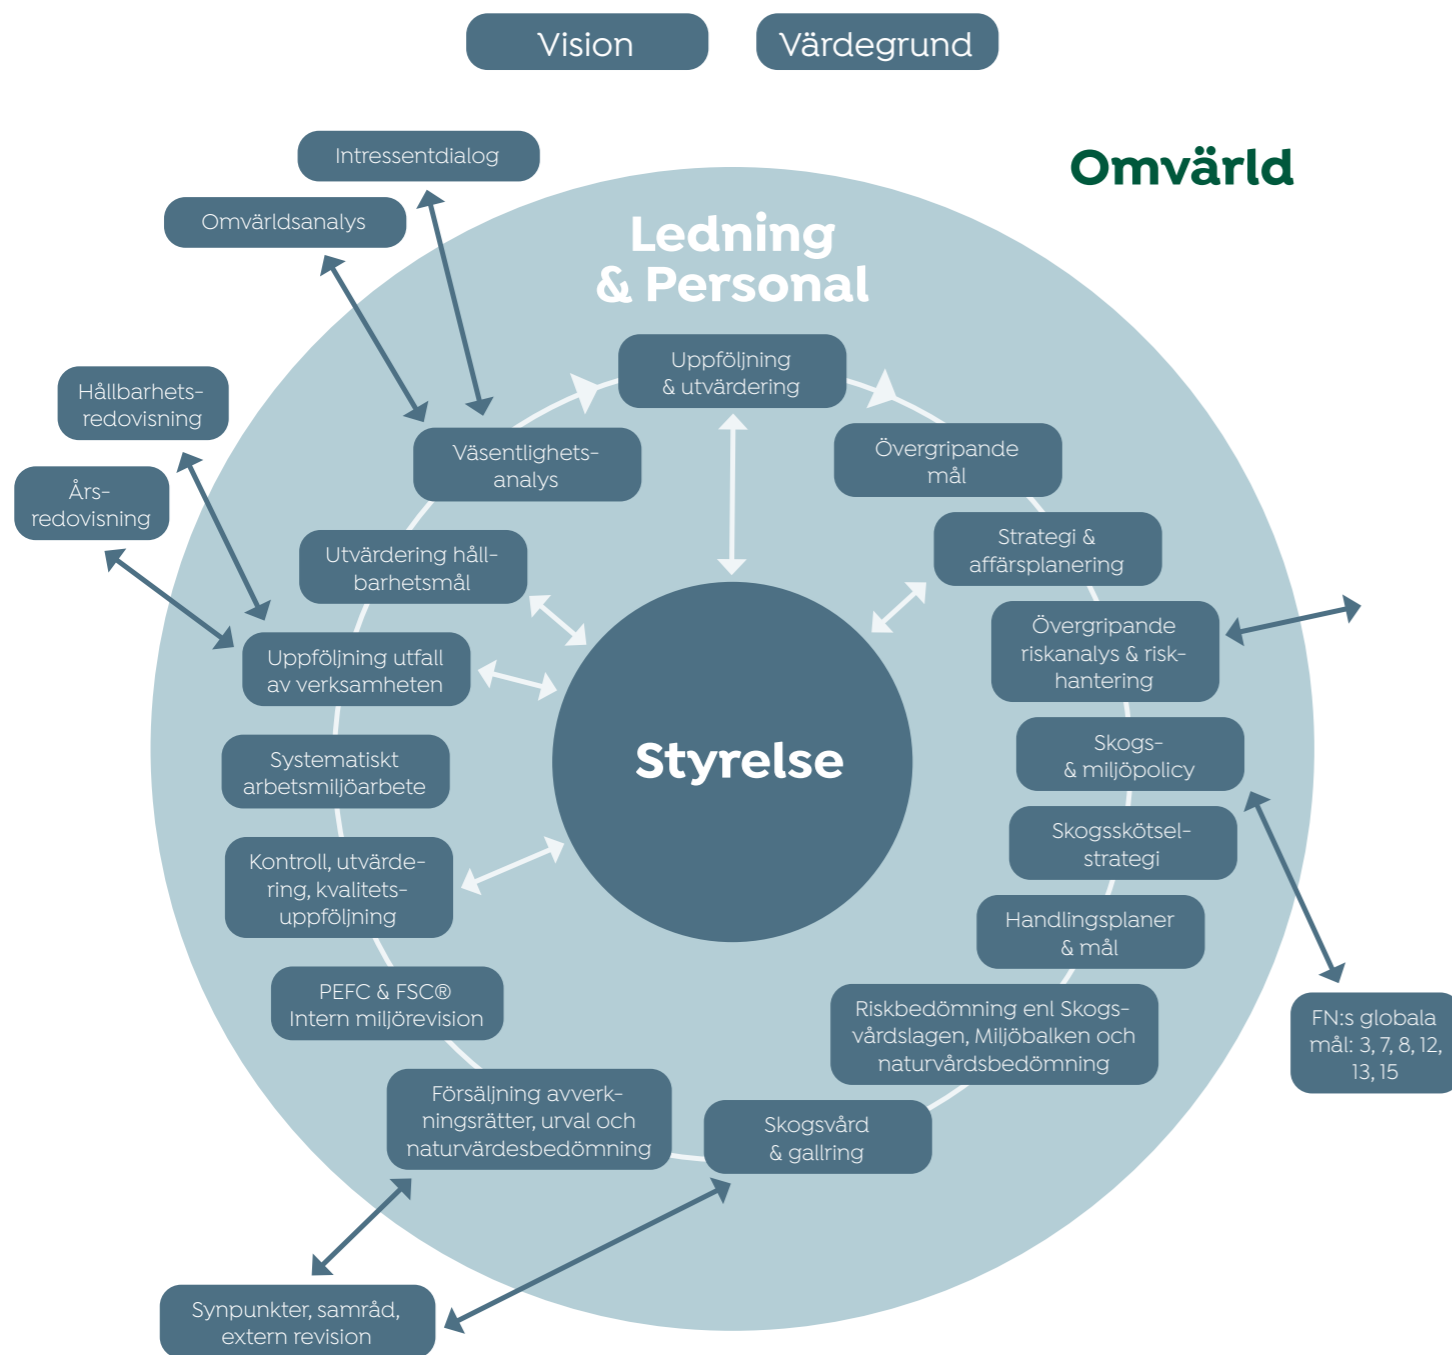 Vision
Värdegrund
Omvärld
Intressentdialog
Omvärldsanalys
Ledning
& Personal
Uppföljning
& utvärdering
Hållbarhets-
redovisning
Års-
redovisning
Väsentlighets-
analys
Övergripande
mål
Utvärdering håll-
barhetsmål
Strategi &
affärsplanering
Uppföljning utfall
av verksamheten
Övergripande
riskanalys & risk-
hantering
Styrelse
Systematiskt
arbetsmiljöarbete
Skogs-
& miljöpolicy
Kontroll, utvärde-
ring, kvalitets-
uppföljning
Skogsskötsel-
strategi
Handlingsplaner
& mål
PEFC & FSC®
Intern miljörevision
Riskbedömning enl Skogs-
vårdslagen, Miljöbalken och
naturvårdsbedömning
FN:s globala
mål: 3, 7, 8, 12,
13, 15
Försäljning avverk-
ningsrätter, urval och
naturvärdesbedömning
Skogsvård
& gallring
Synpunkter, samråd,
extern revision